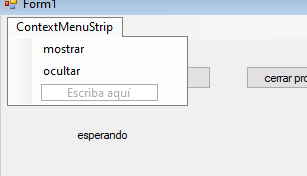 Form1
ContextMenuStrip
mostrar
ocultar
Escriba aquí
cerrar pro
esperando